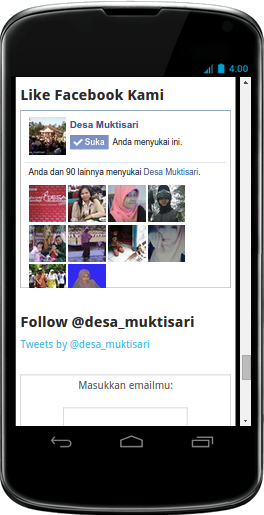 4:00
Like Facebook Kami
Desa Muktisari
Suka Anda menyukai ini.
Anda dan 90 lainnya menyukai Desa Muktisari.
Follow @desa_muktisari
Tweets by @desa_muktisari
Masukkan emailmu: